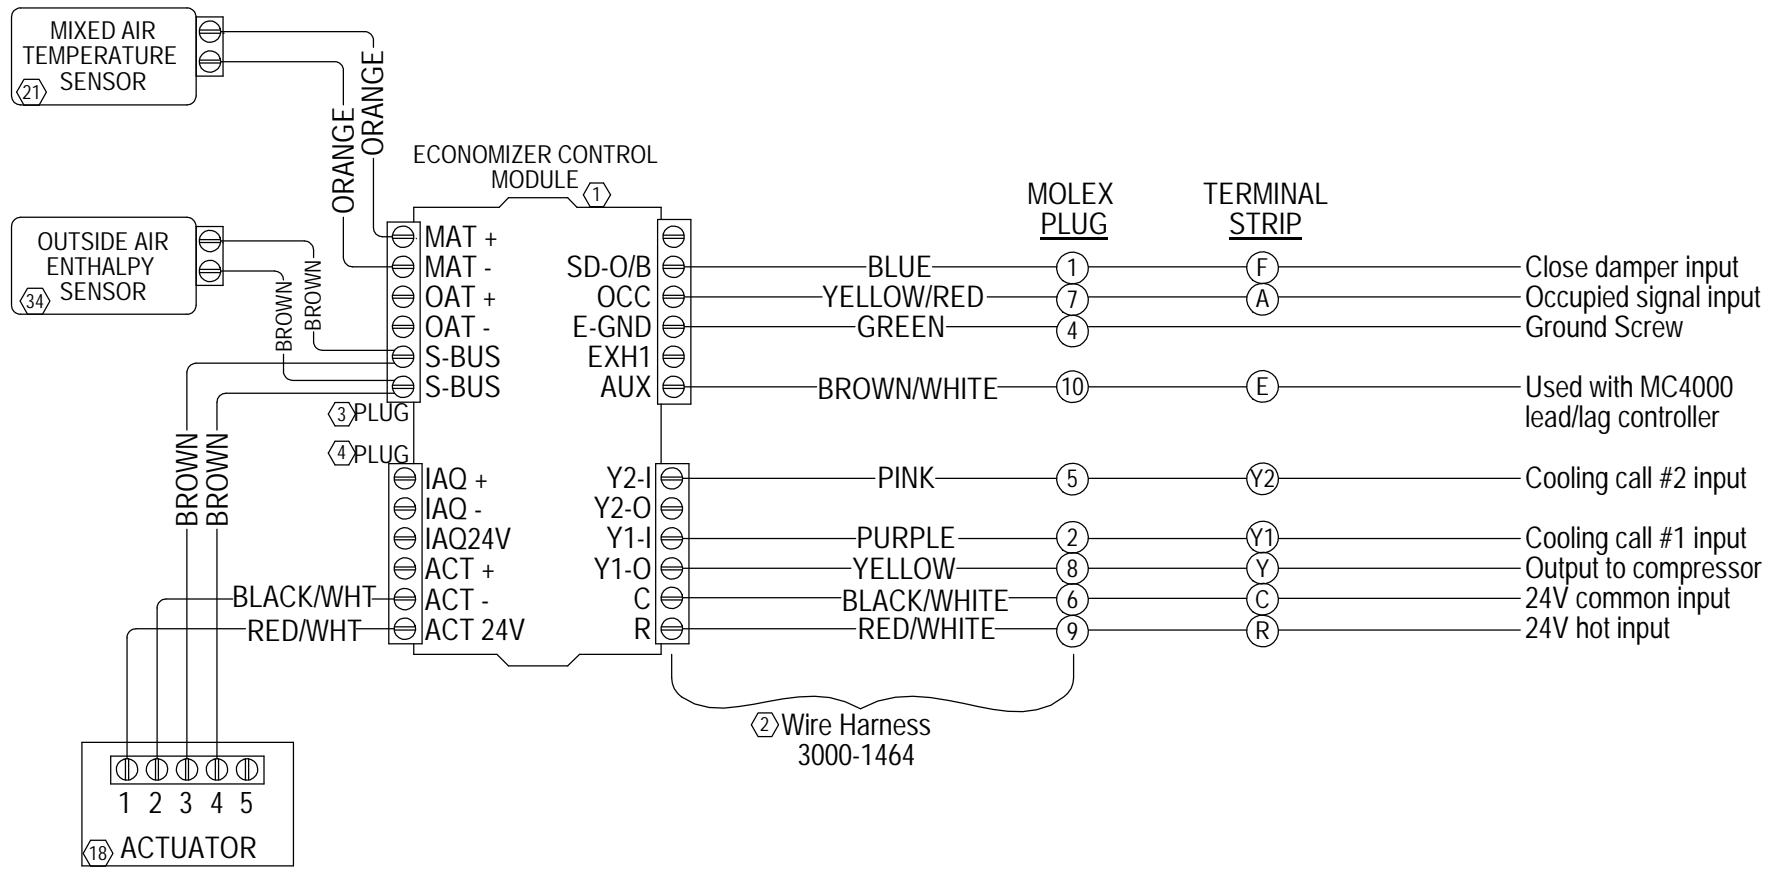 MIXED AIR
TEMPERATURE
SENSOR
21
ORANGE
ORANGE
OUTSIDE AIR
ENTHALPY
SENSOR
34
BROWN
BROWN
ECONOMIZER CONTROL
MODULE 1
MAT +
MAT -
OAT +
OAT -
S-BUS
S-BUS
3 PLUG
4 PLUG
IAQ +
IAQ -
IAQ24V
ACT +
ACT -
ACT 24V
BROWN
BROWN
BLACK/WHT
RED/WHT
1 2 3 4 5
18 ACTUATOR
MOLEX
PLUG
TERMINAL
STRIP
SD-O/B BLUE 1 F Close damper input
OCC YELLOW/RED 7 A Occupied signal input
E-GND GREEN 4 Ground Screw
EXH1
AUX BROWN/WHITE 10 E Used with MC4000
lead/lag controller
Y2-I PINK 5 Y2 Cooling call #2 input
Y2-O
Y1-I PURPLE 2 Y1 Cooling call #1 input
Y1-O YELLOW 8 Y Output to compressor
C BLACK/WHITE 6 C 24V common input
R RED/WHITE 9 R 24V hot input
2 Wire Harness
3000-1464